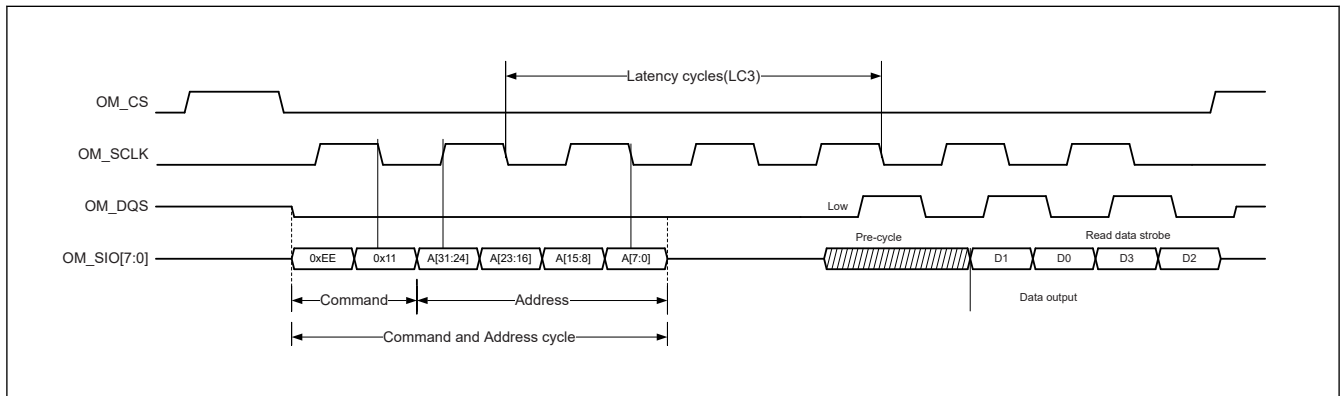 Latency cycles(LC3)
OM_CS
OM_SCLK
OM_DQS
Low
Pre-cycle
Read data strobe
OM_SIO[7:0]
0xEE 0x11 A[31:24] A[23:16] A[15:8] A[7:0] D1 D0 D3 D2
Command Address
Data output
Command and Address cycle